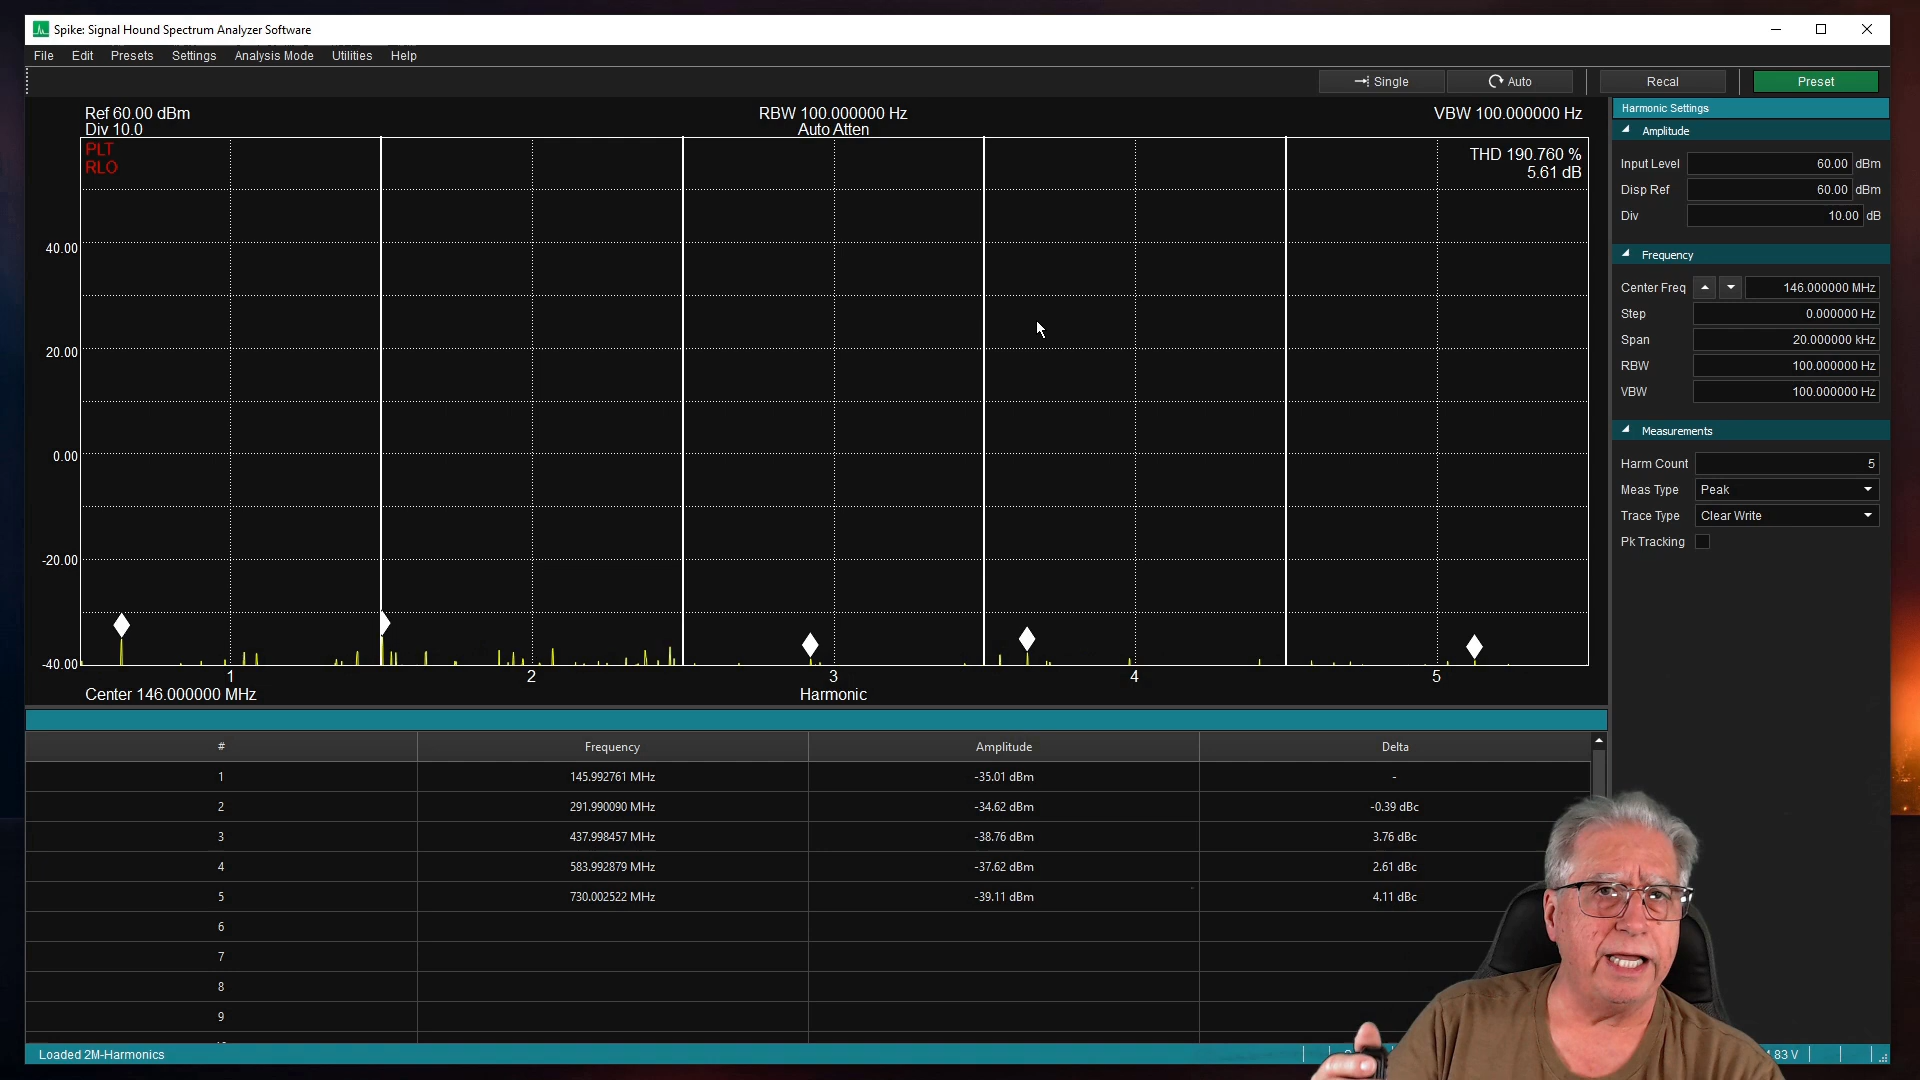 Spike: Signal Hound Spectrum Analyzer Software
File Edit Presets Settings Analysis Mode Utilities Help
Single Auto Recal Preset
Ref 60.00 dBm RBW 100.000000 Hz VBW 100.000000 Hz
Div 10.0 Auto Atten
PLT
RLO
THD 190.760 %
5.61 dB
40.00
20.00
0.00
-20.00
-40.00
1 2 3 4 5
Center 146.000000 MHz Harmonic
Harmonic Settings
Amplitude
Input Level 60.00 dBm
Disp Ref 60.00 dBm
Div 10.00 dB
Frequency
Center Freq 146.000000 MHz
Step 0.000000 Hz
Span 20.000000 kHz
RBW 100.000000 Hz
VBW 100.000000 Hz
Measurements
Harm Count 5
Meas Type Peak
Trace Type Clear Write
Pk Tracking
# Frequency Amplitude Delta
1 145.992761 MHz -35.01 dBm -
2 291.990090 MHz -34.62 dBm -0.39 dBc
3 437.998457 MHz -38.76 dBm 3.76 dBc
4 583.992879 MHz -37.62 dBm 2.61 dBc
5 730.002522 MHz -39.11 dBm 4.11 dBc
6
7
8
9
Loaded 2M-Harmonics 83 V